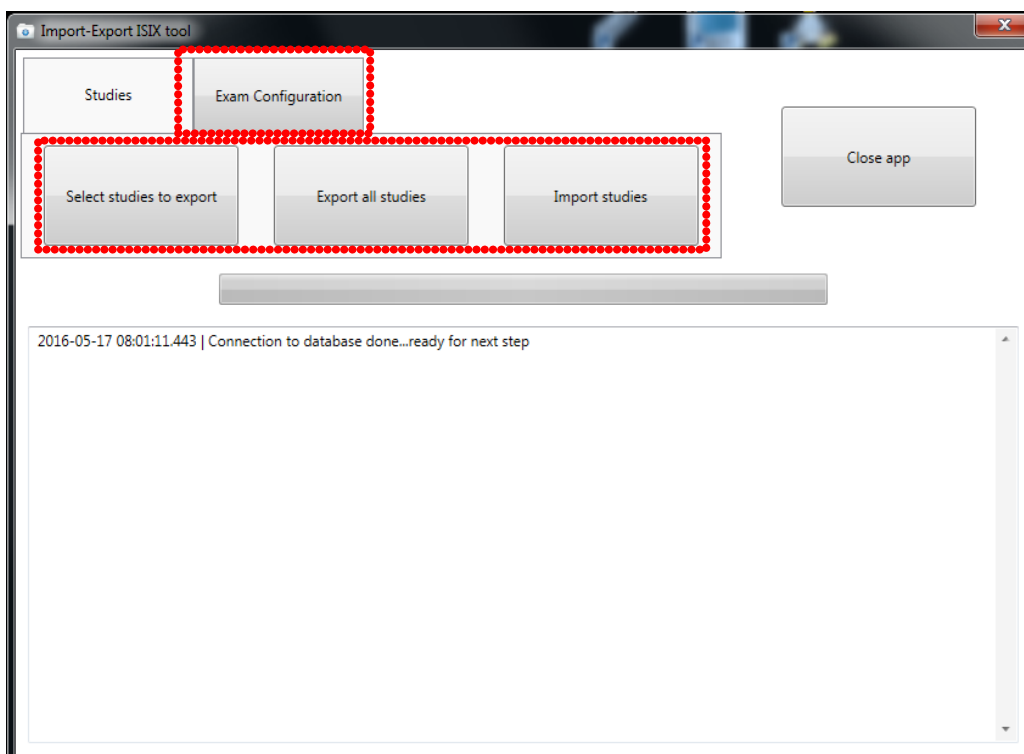 Import-Export ISIX tool
Studies
Exam Configuration
Close app
Select studies to export
Export all studies
Import studies
2016-05-17 08:01:11.443 | Connection to database done...ready for next step